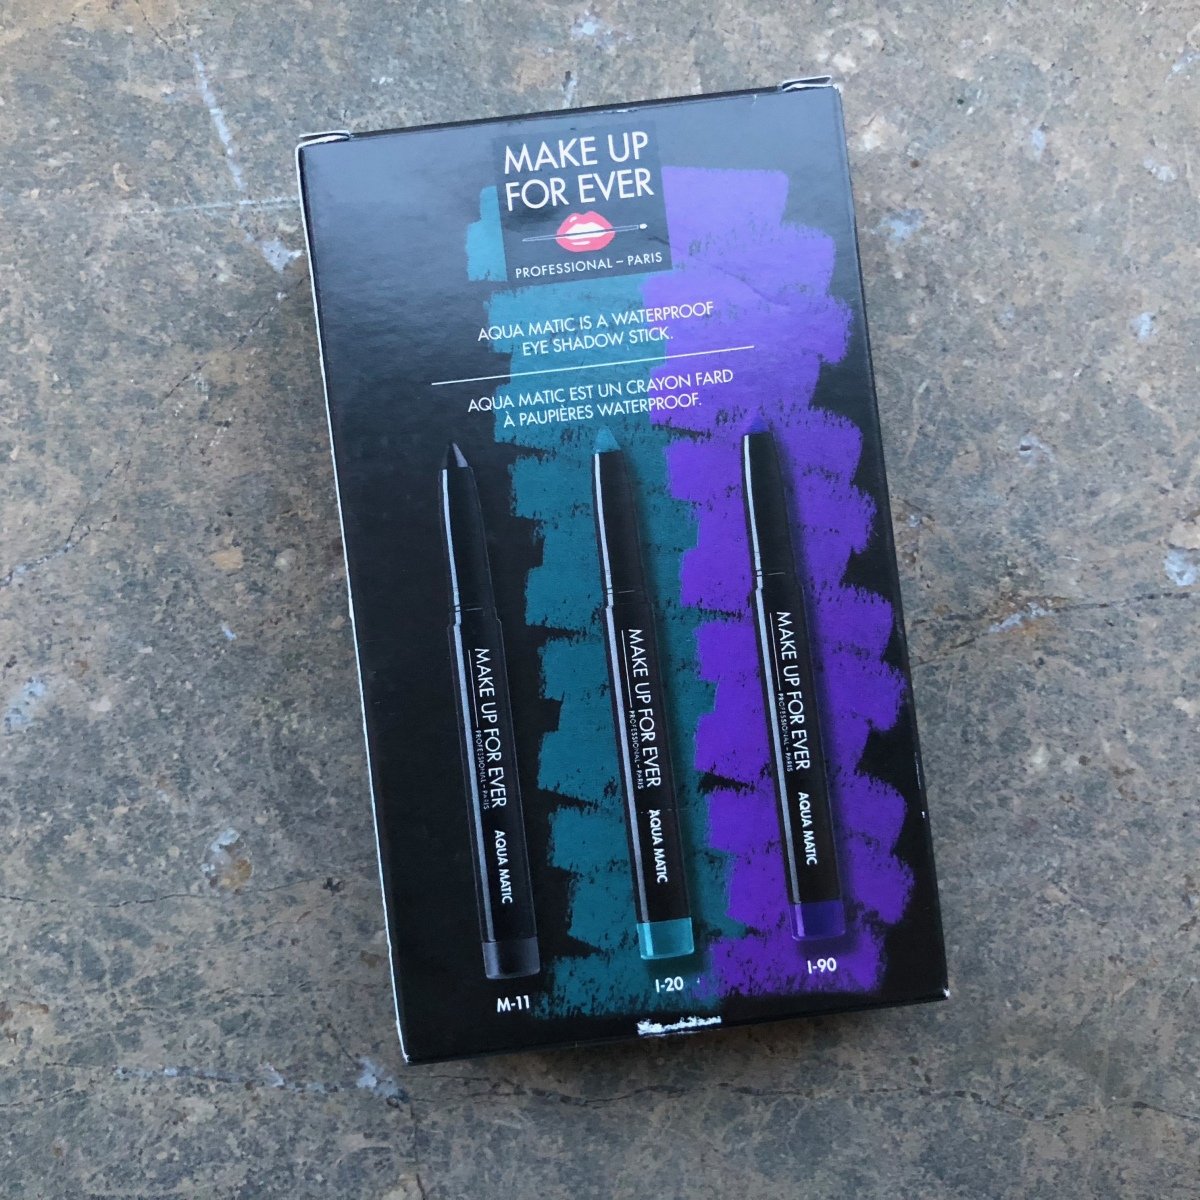 MAKE UP
FOR EVER
PROFESSIONAL – PARIS
AQUA MATIC IS A WATERPROOF
EYE SHADOW STICK.
AQUA MATIC EST UN CRAYON FARD
À PAUPIÈRES WATERPROOF.
MAKE UP FOR EVER
PROFESSIONAL – PARIS
AQUA MATIC
M-11
MAKE UP FOR EVER
PROFESSIONAL – PARIS
AQUA MATIC
I-20
MAKE UP FOR EVER
PROFESSIONAL – PARIS
AQUA MATIC
I-90